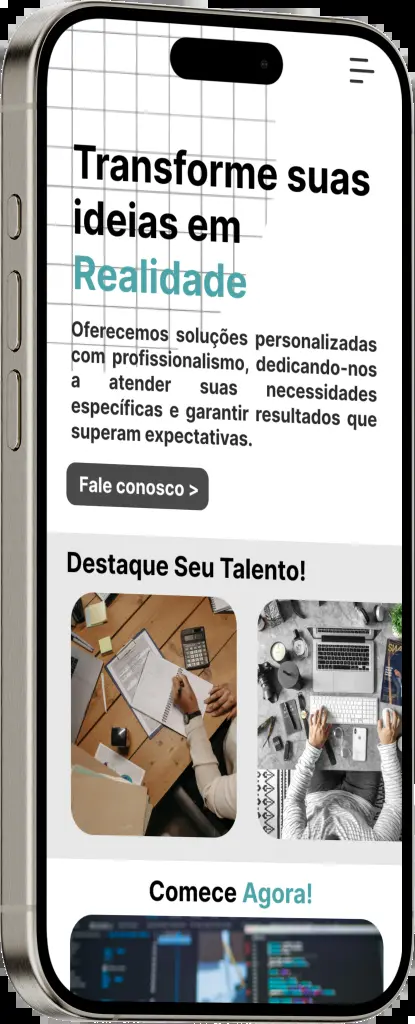 Transforme suas
ideias em
Realidade
Oferecemos soluções personalizadas
com profissionalismo, dedicando-nos
a atender suas necessidades
específicas e garantir resultados que
superam expectativas.
Fale conosco >
Destaque Seu Talento!
Comece Agora!